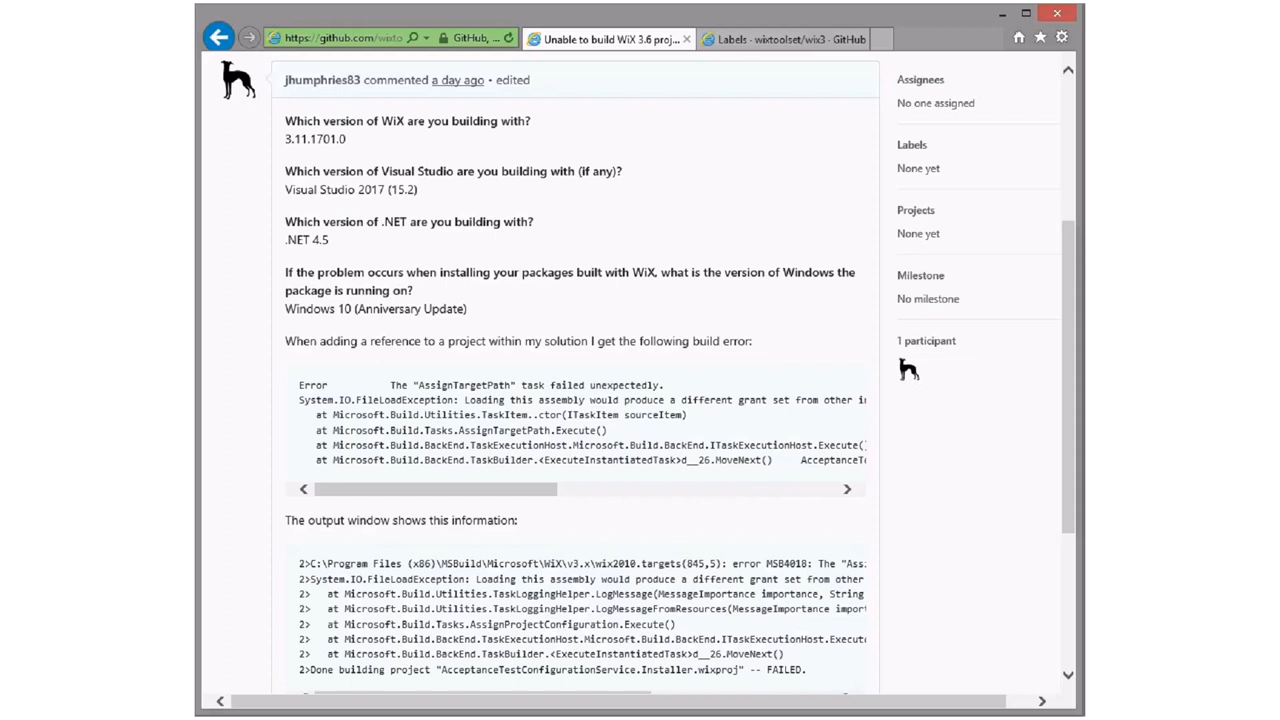 https://github.com/wixto
GitHub, ...
Unable to build WiX 3.6 proj...
Labels - wixtoolset/wix3 · GitHub
jhumphries83 commented a day ago • edited
Which version of WiX are you building with?
3.11.1701.0
Which version of Visual Studio are you building with (if any)?
Visual Studio 2017 (15.2)
Which version of .NET are you building with?
.NET 4.5
If the problem occurs when installing your packages built with WiX, what is the version of Windows the
package is running on?
Windows 10 (Anniversary Update)
When adding a reference to a project within my solution I get the following build error:
Error The "AssignTargetPath" task failed unexpectedly.
System.IO.FileLoadException: Loading this assembly would produce a different grant set from other i
at Microsoft.Build.Utilities.TaskItem..ctor(ITaskItem sourceItem)
at Microsoft.Build.Tasks.AssignTargetPath.Execute()
at Microsoft.Build.BackEnd.TaskExecutionHost.Microsoft.Build.BackEnd.ITaskExecutionHost.Execute()
at Microsoft.Build.BackEnd.TaskBuilder.<ExecuteInstantiatedTask>d__26.MoveNext() AcceptanceTe
The output window shows this information:
2>C:\Program Files (x86)\MSBuild\Microsoft\WiX\v3.x\wix2010.targets(845,5): error MSB4018: The "Ass
2>System.IO.FileLoadException: Loading this assembly would produce a different grant set from other
2> at Microsoft.Build.Utilities.TaskLoggingHelper.LogMessage(MessageImportance importance, String
2> at Microsoft.Build.Utilities.TaskLoggingHelper.LogMessageFromResources(MessageImportance import
2> at Microsoft.Build.Tasks.AssignProjectConfiguration.Execute()
2> at Microsoft.Build.BackEnd.TaskExecutionHost.Microsoft.Build.BackEnd.ITaskExecutionHost.Execute
2> at Microsoft.Build.BackEnd.TaskBuilder.<ExecuteInstantiatedTask>d__26.MoveNext()
2>Done building project "AcceptanceTestConfigurationService.Installer.wixproj" -- FAILED.
Assignees
No one assigned
Labels
None yet
Projects
None yet
Milestone
No milestone
1 participant